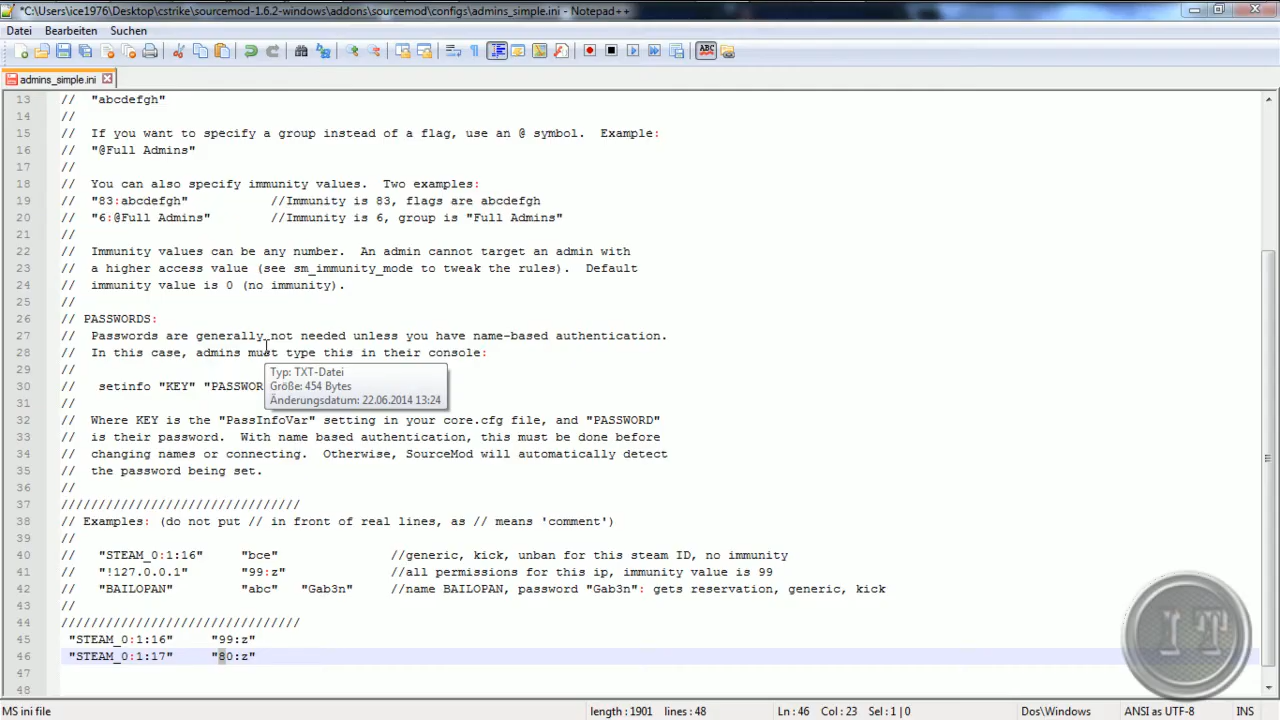 *C:\Users\ice1976\Desktop\cstrike\sourcemod-1.6.2-windows\addons\sourcemod\configs\admins_simple.ini - Notepad++
Datei Bearbeiten Suchen
admins_simple.ini
13 // "abcdefgh"
14 //
15 // If you want to specify a group instead of a flag, use an @ symbol. Example:
16 // "@Full Admins"
17 //
18 // You can also specify immunity values. Two examples:
19 // "83:abcdefgh" //Immunity is 83, flags are abcdefgh
20 // "6:@Full Admins" //Immunity is 6, group is "Full Admins"
21 //
22 // Immunity values can be any number. An admin cannot target an admin with
23 // a higher access value (see sm_immunity_mode to tweak the rules). Default
24 // immunity value is 0 (no immunity).
25 //
26 // PASSWORDS:
27 // Passwords are generally not needed unless you have name-based authentication.
28 // In this case, admins must type this in their console:
29 //
30 // setinfo "KEY" "PASSWOR
Typ: TXT-Datei
Größe: 454 Bytes
Änderungsdatum: 22.06.2014 13:24
31 //
32 // Where KEY is the "PassInfoVar" setting in your core.cfg file, and "PASSWORD"
33 // is their password. With name based authentication, this must be done before
34 // changing names or connecting. Otherwise, SourceMod will automatically detect
35 // the password being set.
36 //
37 ////////////////////////////////
38 // Examples: (do not put // in front of real lines, as // means 'comment')
39 //
40 // "STEAM_0:1:16" "bce" //generic, kick, unban for this steam ID, no immunity
41 // "!127.0.0.1" "99:z" //all permissions for this ip, immunity value is 99
42 // "BAILOPAN" "abc" "Gab3n" //name BAILOPAN, password "Gab3n": gets reservation, generic, kick
43 //
44 ////////////////////////////////
45 "STEAM_0:1:16" "99:z"
46 "STEAM_0:1:17" "80:z"
47
48
IT
MS ini file length : 1901 lines : 48 Ln : 46 Col : 23 Sel : 1 | 0 Dos\Windows ANSI as UTF-8 INS